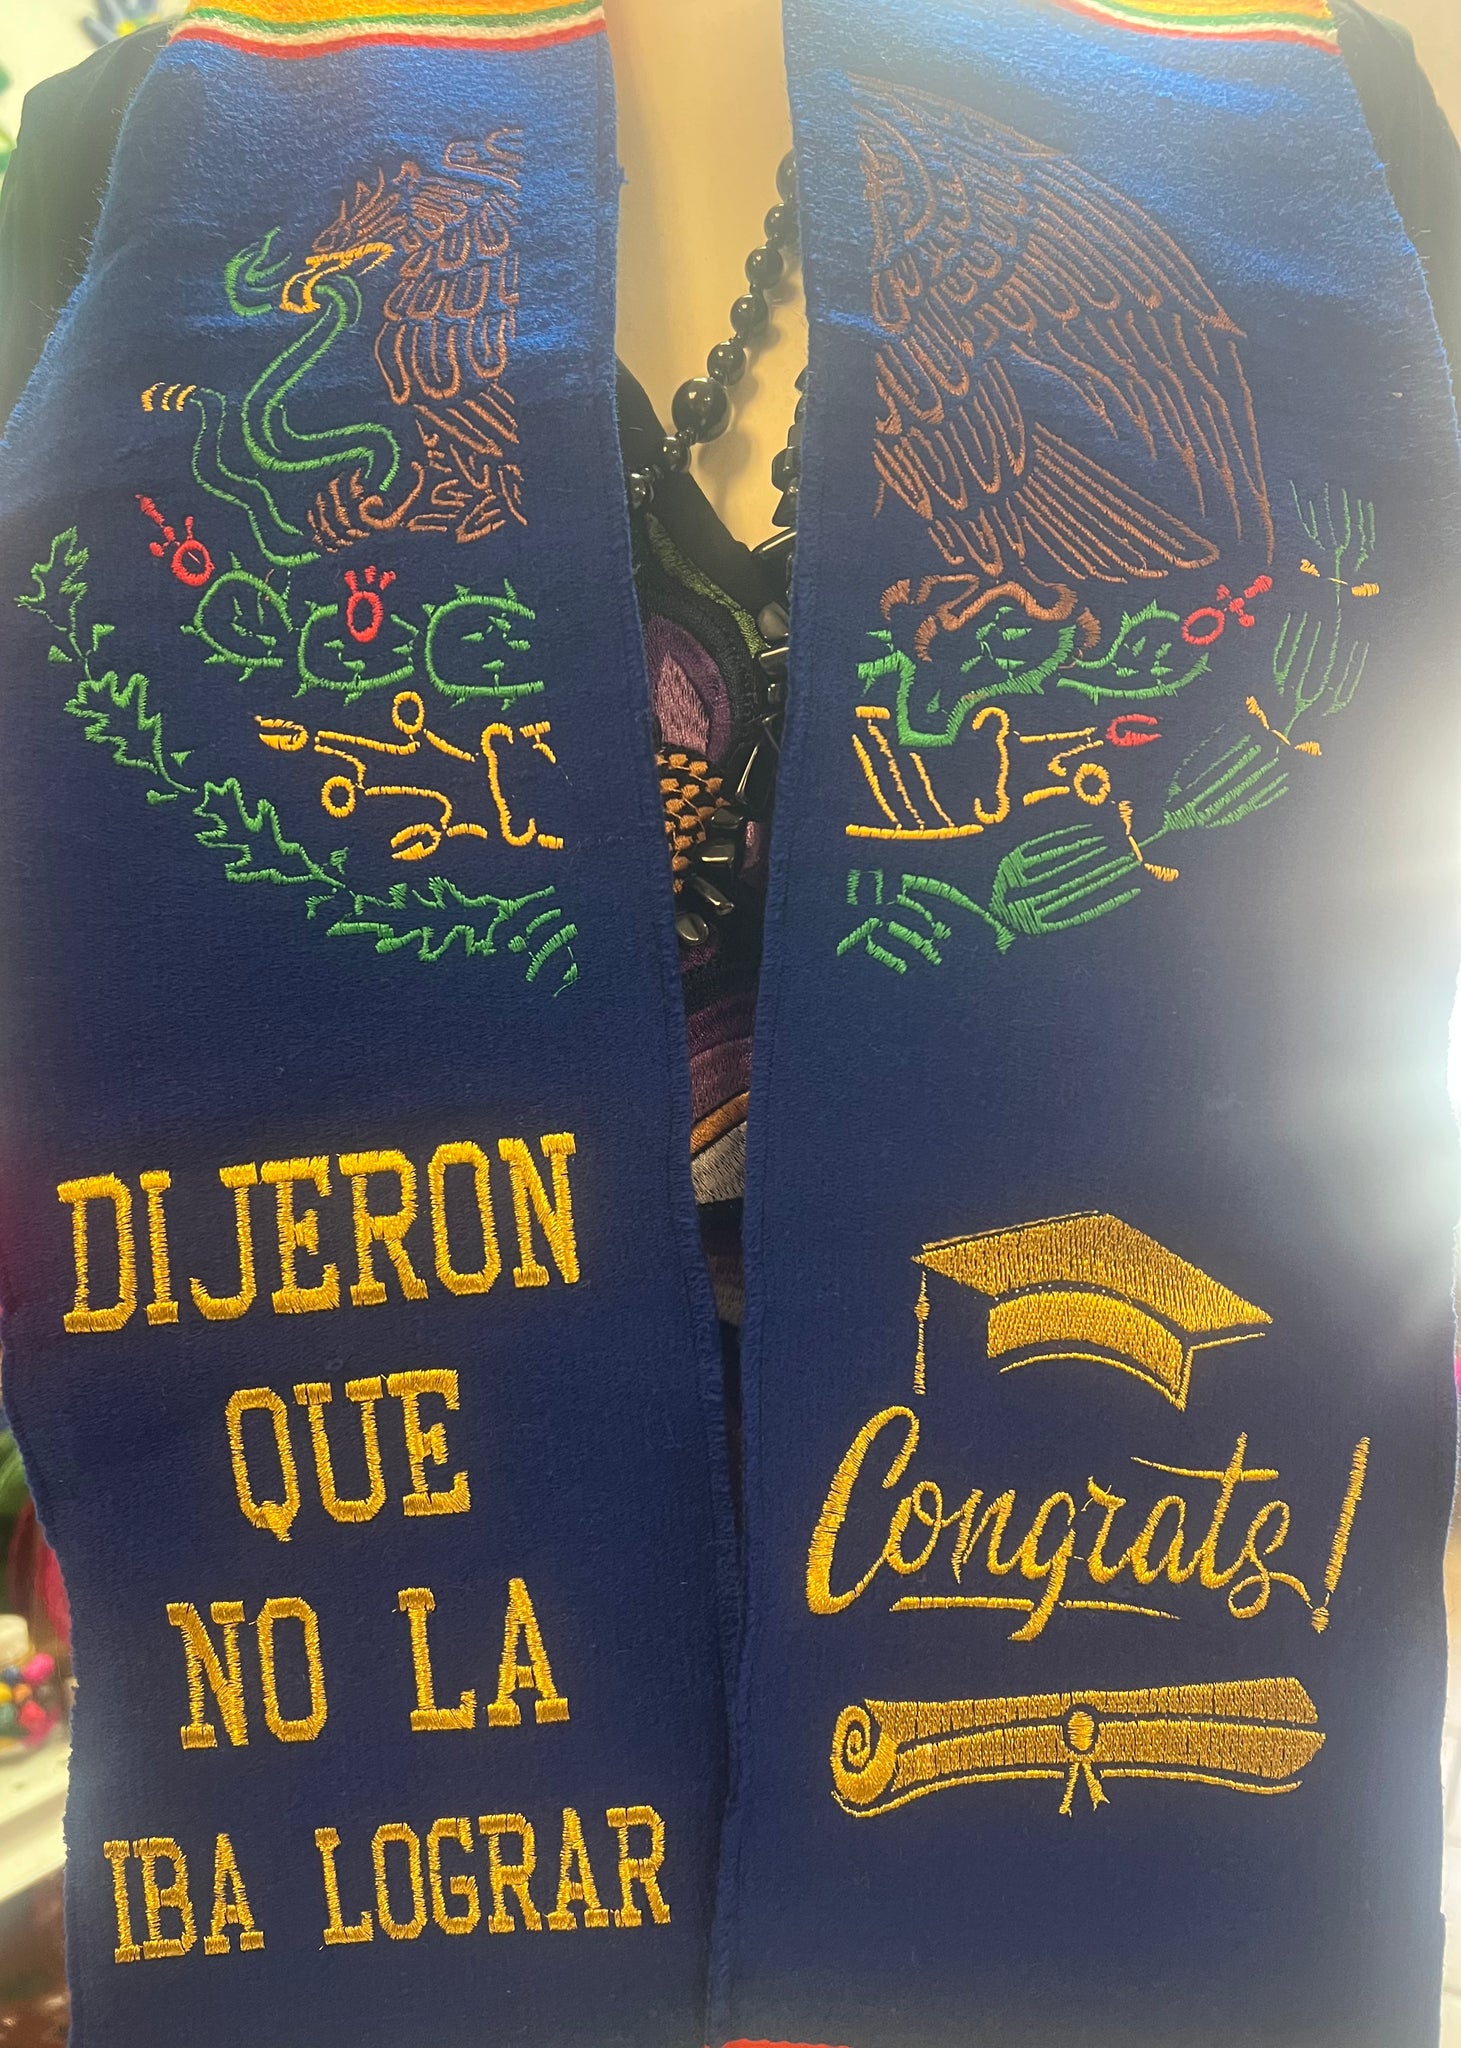 DIJERON
QUE
NO LA
IBA LOGRAR
Congrats!